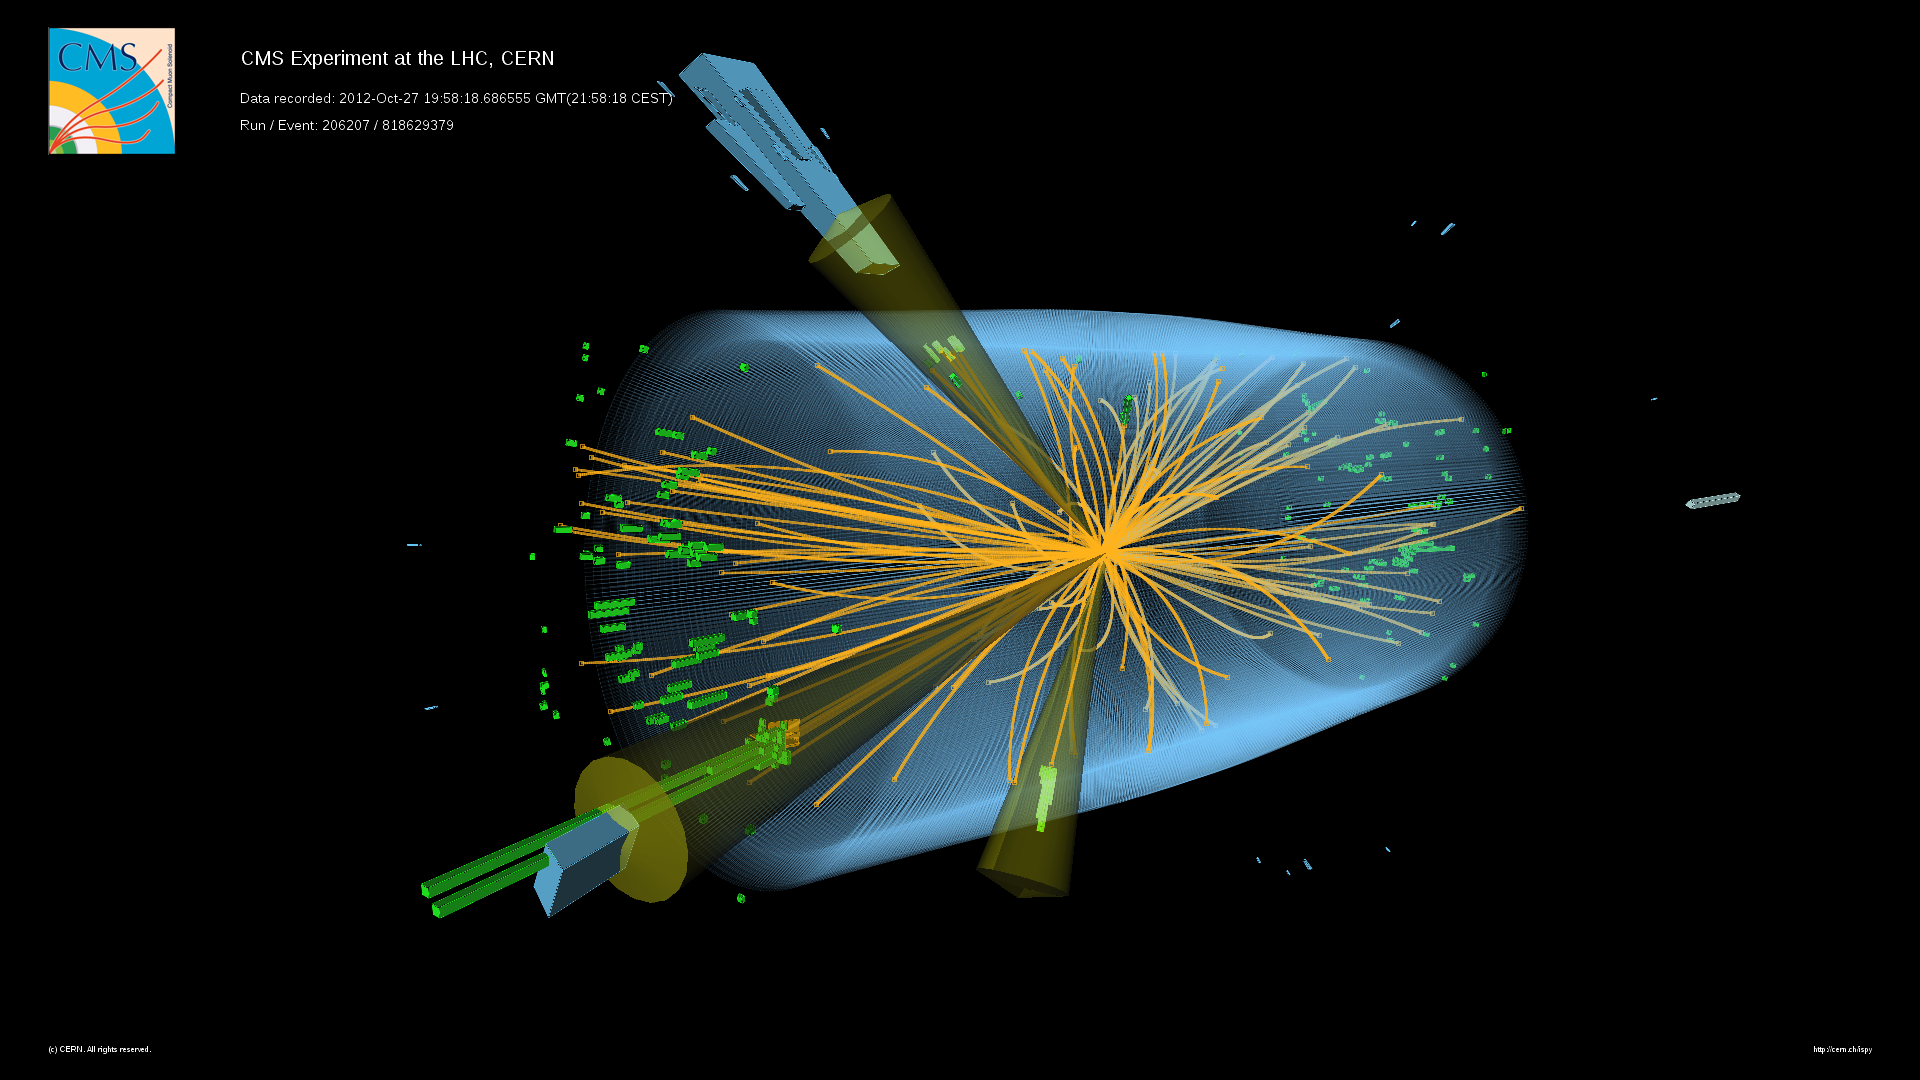 CMS
Compact Muon Solenoid
CMS Experiment at the LHC, CERN
Data recorded: 2012-Oct-27 19:58:18.686555 GMT(21:58:18 CEST)
Run / Event: 206207 / 818629379
(c) CERN. All rights reserved.
http://cern.ch/ispy